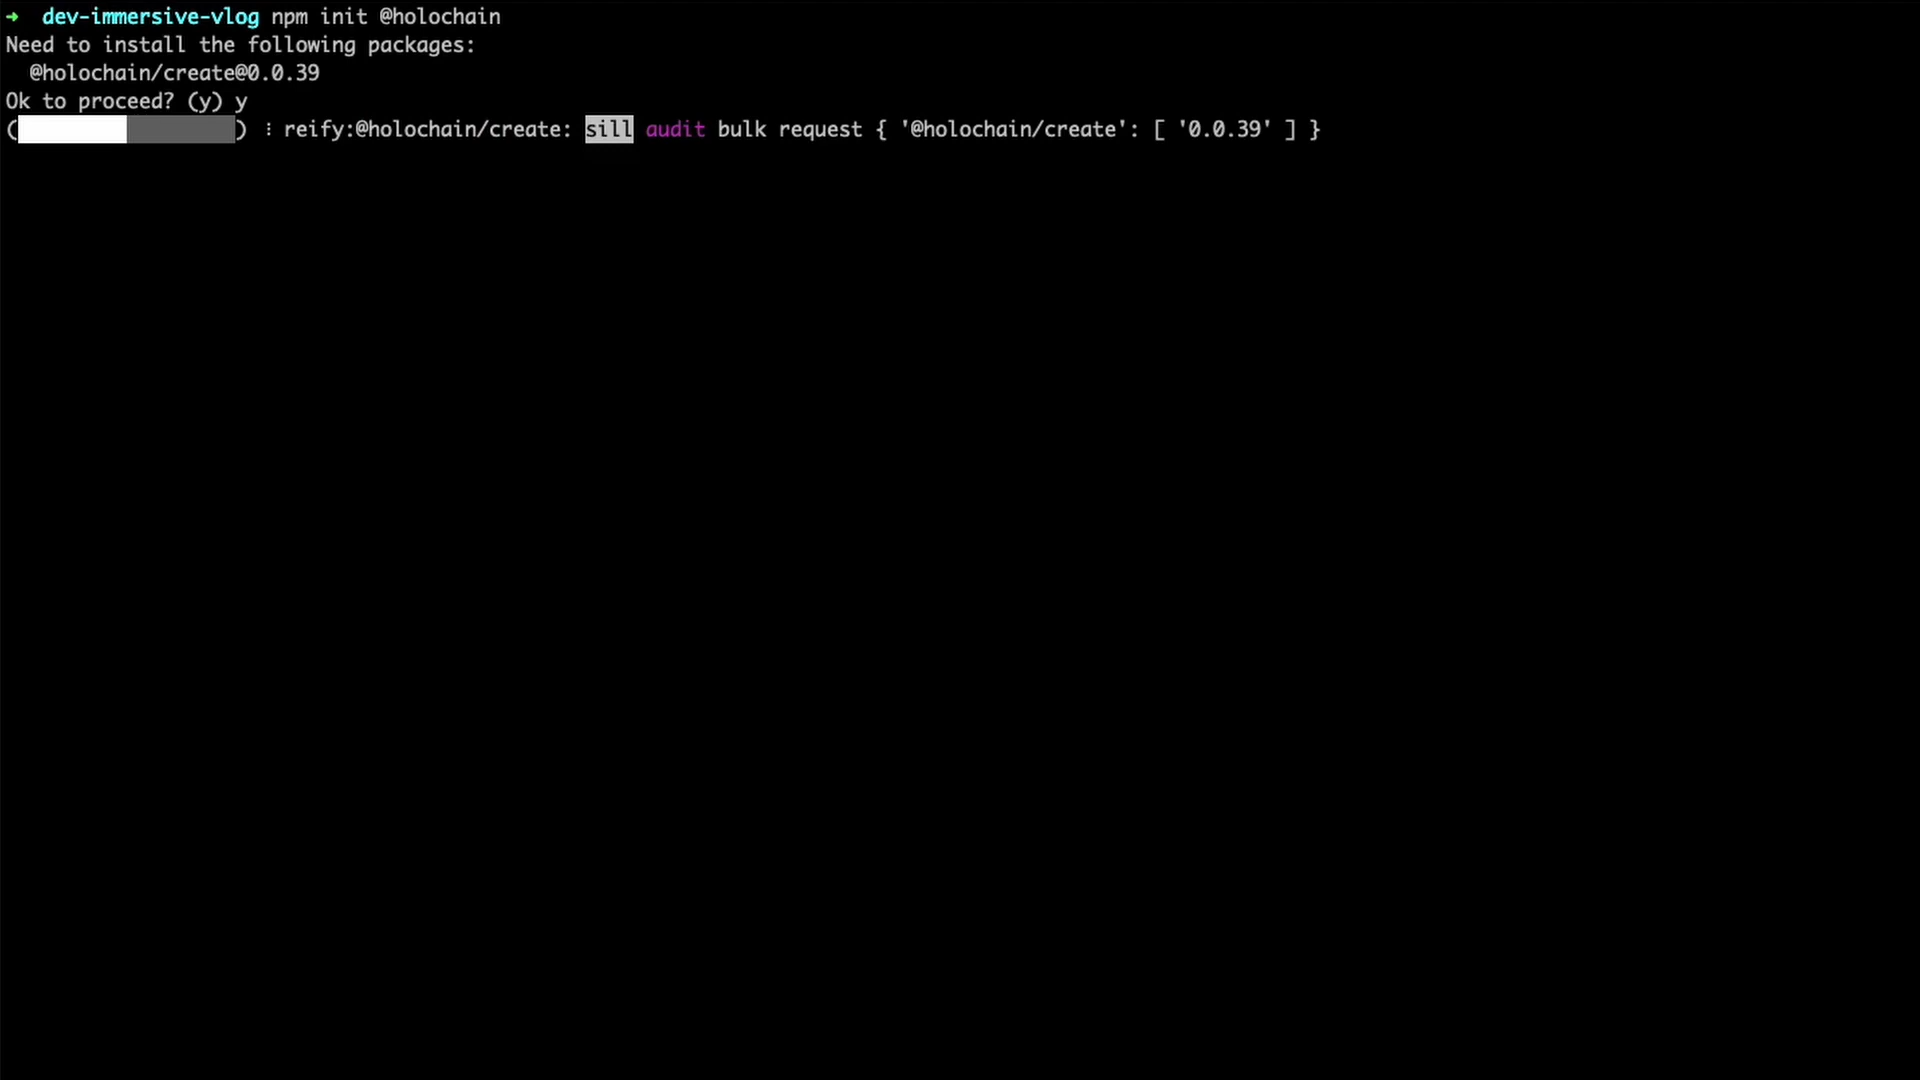 ➜ dev-immersive-vlog npm init @holochain
Need to install the following packages:
  @holochain/create@0.0.39
Ok to proceed? (y) y
() ⠸ reify:@holochain/create: sill audit bulk request { '@holochain/create': [ '0.0.39' ] }